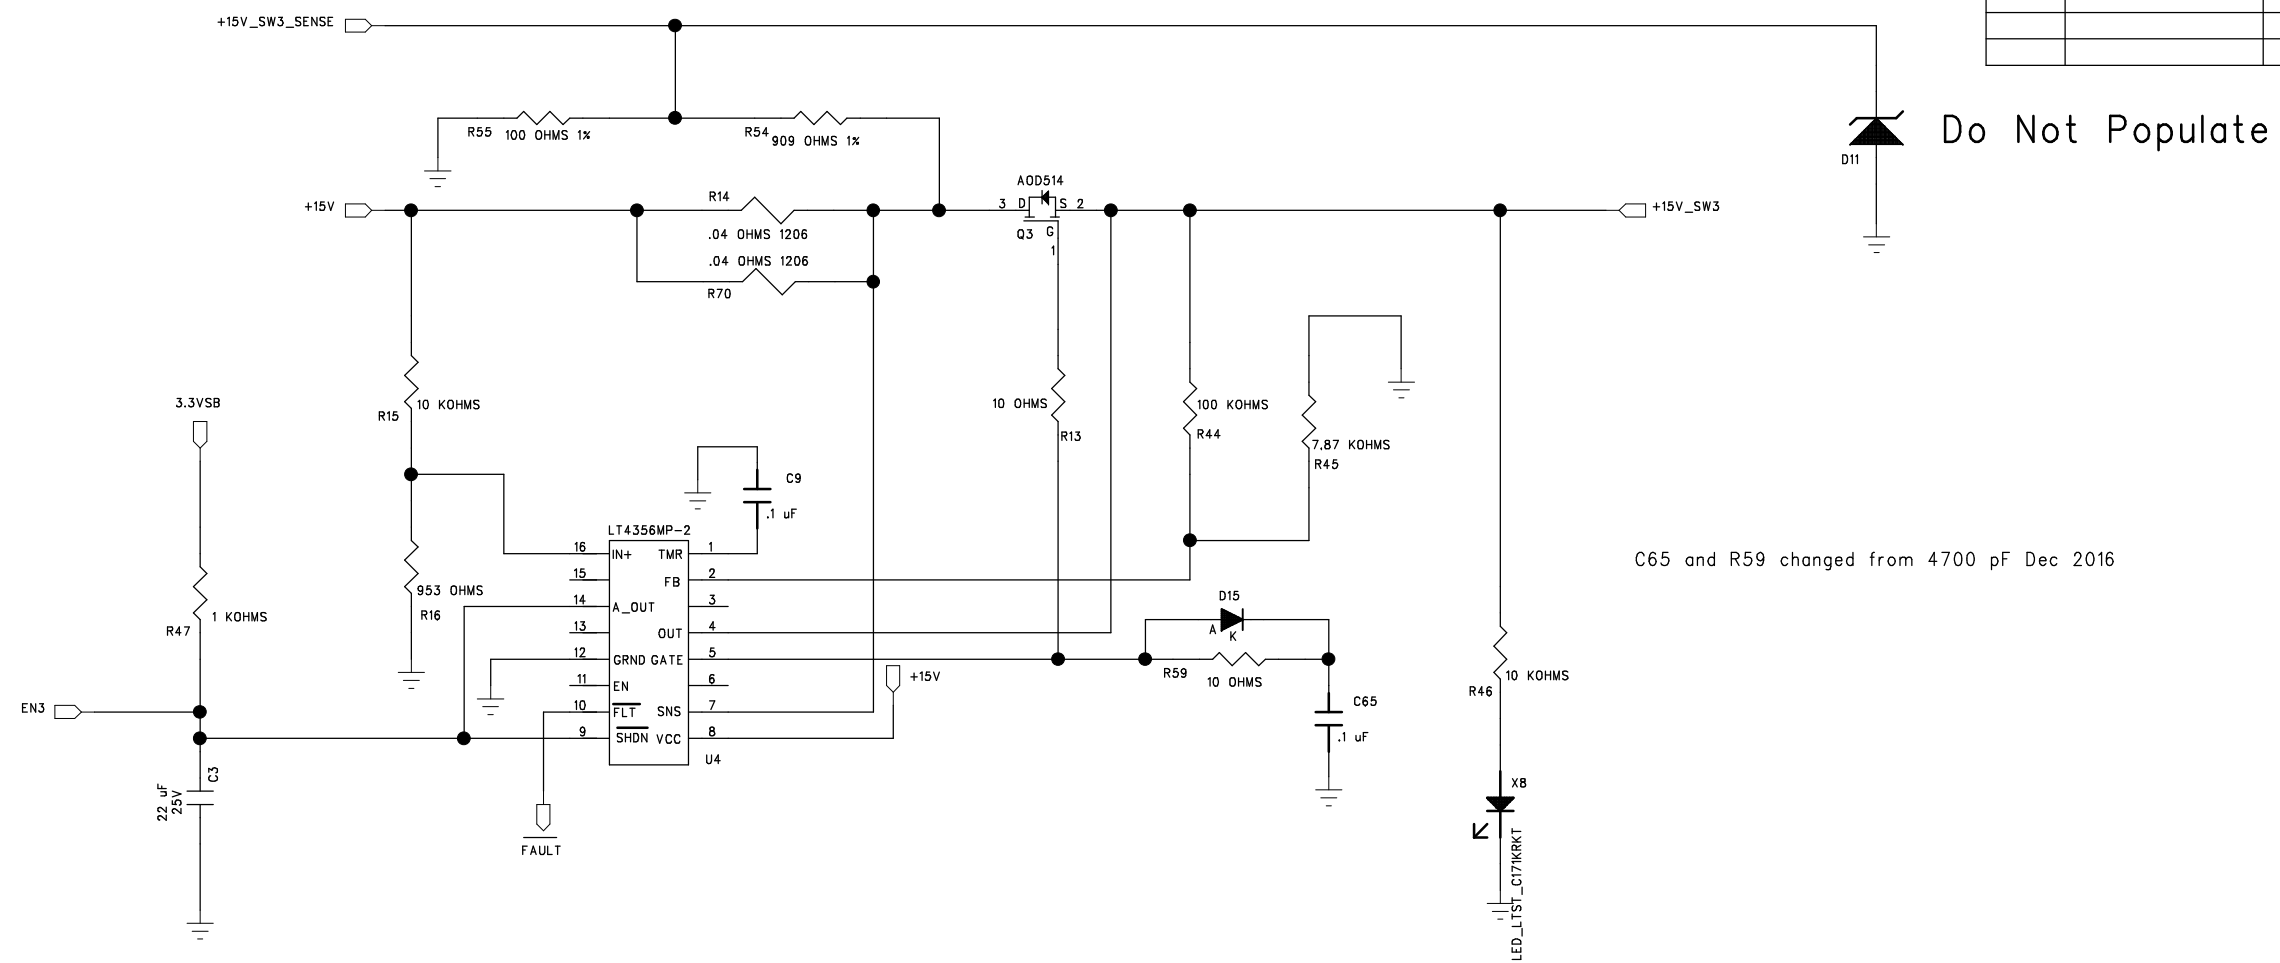 +15V_SW3_SENSE
R55 100 OHMS 1%
R54 909 OHMS 1%
Do Not Populate
D11
AOD514
+15V
R14
3 D S 2
+15V_SW3
.04 OHMS 1206
Q3 G
1
.04 OHMS 1206
R70
3.3VSB
R15 10 KOHMS
10 OHMS
R13
100 KOHMS
R44
7.87 KOHMS
R45
C9
.1 uF
LT4356MP-2
16 IN+ TMR 1
15 FB 2
14 A_OUT 3
13 OUT 4
12 GRND GATE 5
11 EN 6
10 FLT SNS 7
9 SHDN VCC 8
U4
953 OHMS
R16
1 KOHMS
R47
C65 and R59 changed from 4700 pF Dec 2016
D15
A K
R59
10 OHMS
+15V
10 KOHMS
R46
C65
.1 uF
EN3
C3
22 uF
25V
FAULT
X8
LED_LTST_C171KRKT